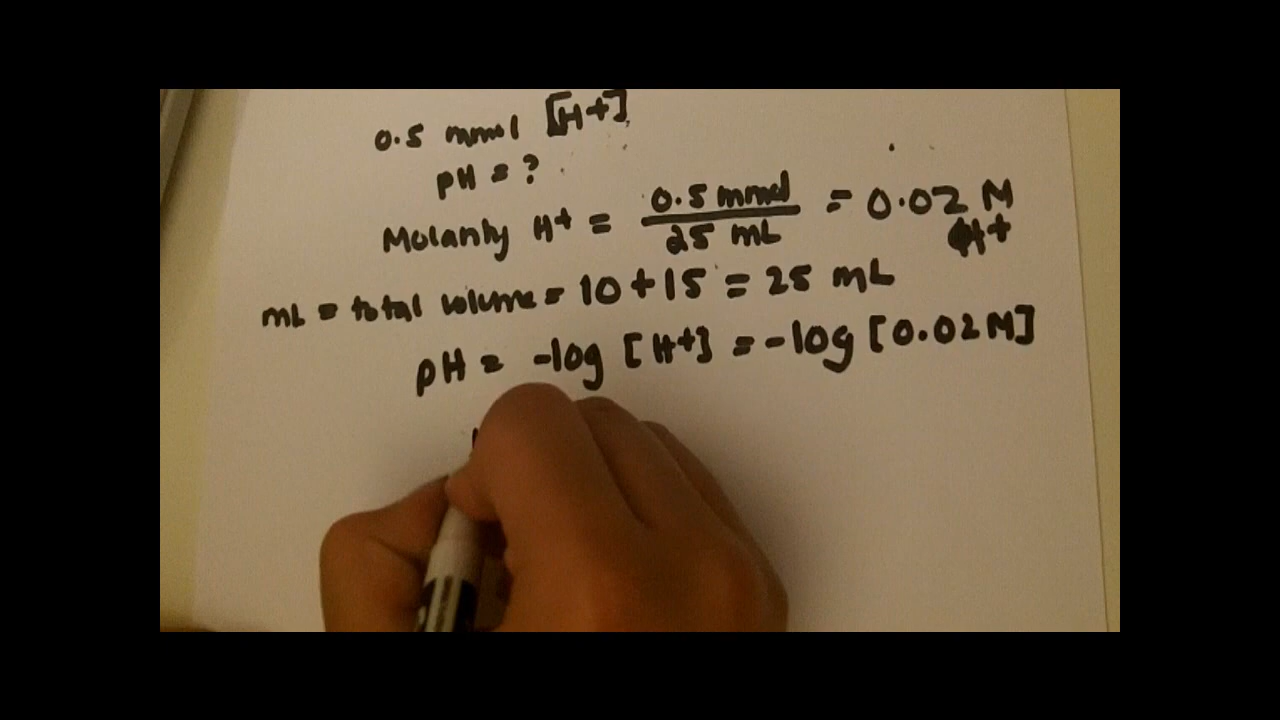 0.5 mmol [H+]
pH = ?
Molarity H+ = 0.5 mmol / 25 mL = 0.02 M
H+
mL = total volume = 10 + 15 = 25 mL
pH = -log [H+] = -log [0.02M]